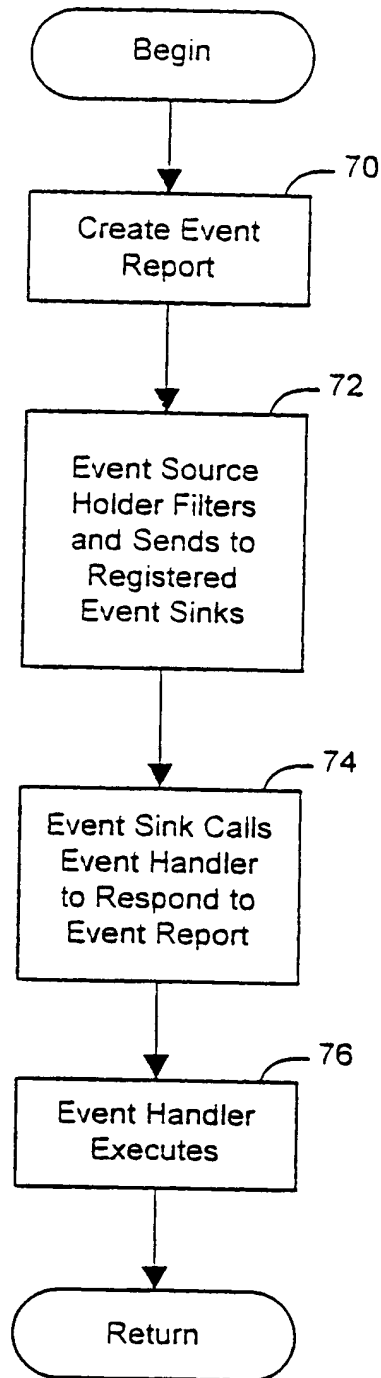 Begin
70
Create Event
Report
72
Event Source
Holder Filters
and Sends to
Registered
Event Sinks
74
Event Sink Calls
Event Handler
to Respond to
Event Report
76
Event Handler
Executes
Return